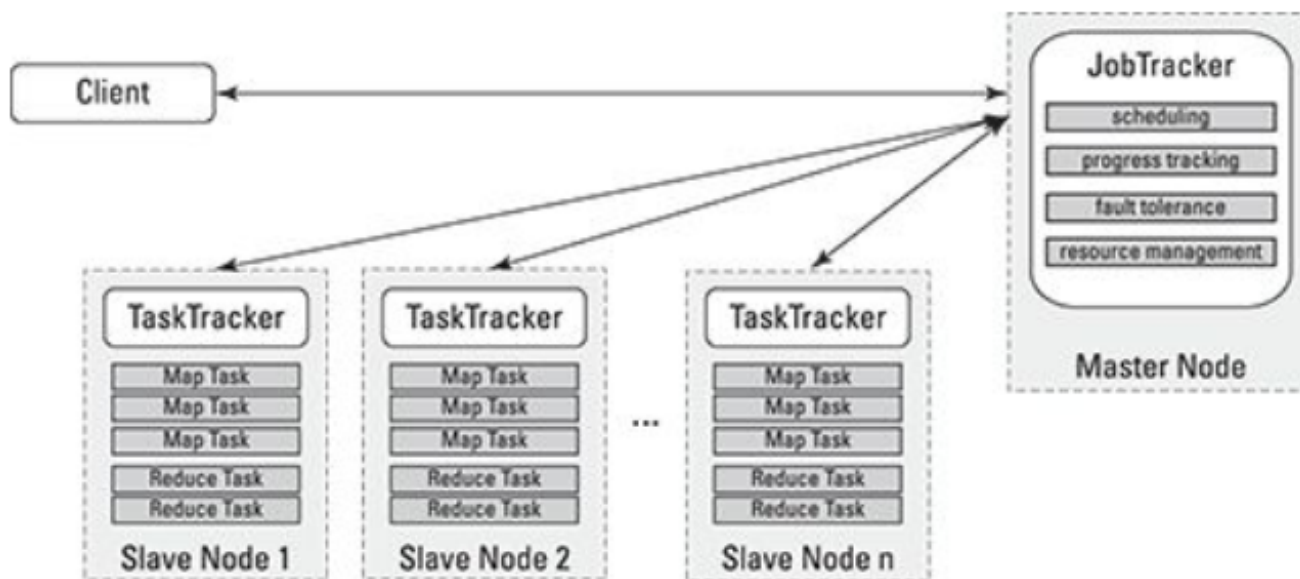 Client
JobTracker
scheduling
progress tracking
fault tolerance
resource management
Master Node
TaskTracker
Map Task
Map Task
Map Task
Reduce Task
Reduce Task
Slave Node 1
TaskTracker
Map Task
Map Task
Map Task
Reduce Task
Reduce Task
Slave Node 2
...
TaskTracker
Map Task
Map Task
Map Task
Reduce Task
Reduce Task
Slave Node n